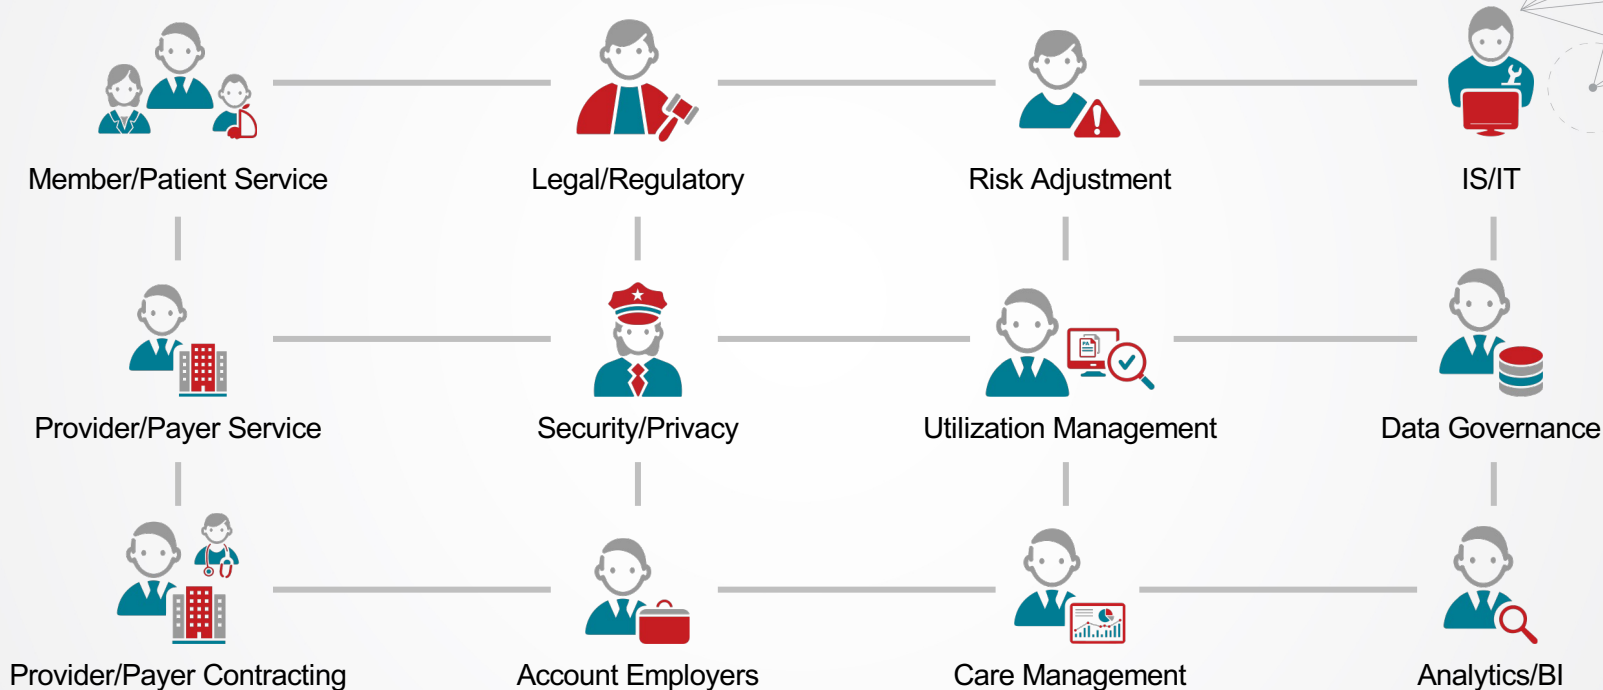 Member/Patient Service
Legal/Regulatory
Risk Adjustment
IS/IT
PA
Provider/Payer Service
Security/Privacy
Utilization Management
Data Governance
Provider/Payer Contracting
Account Employers
Care Management
Analytics/BI